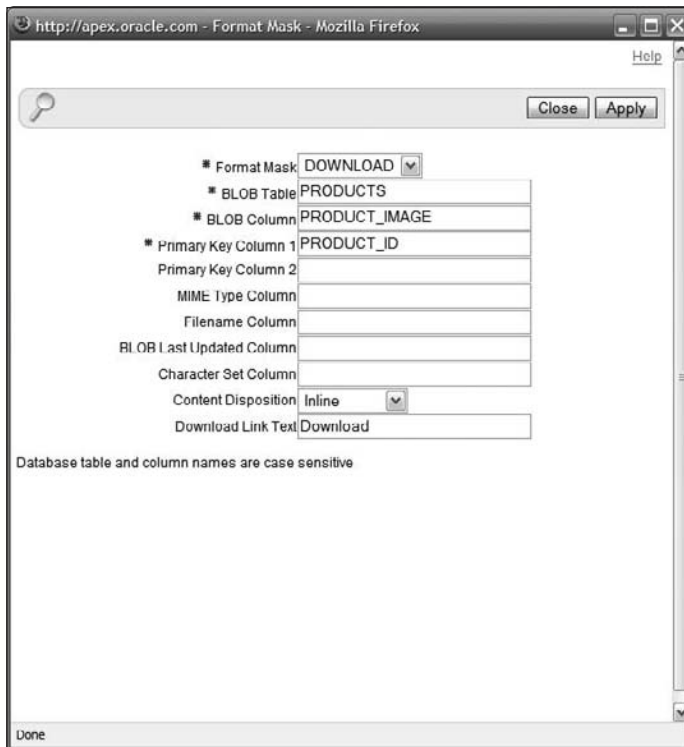 http://apex.oracle.com - Format Mask - Mozilla Firefox
Help
Close Apply
* Format Mask DOWNLOAD
* BLOB Table PRODUCTS
* BLOB Column PRODUCT_IMAGE
* Primary Key Column 1 PRODUCT_ID
Primary Key Column 2
MIME Type Column
Filename Column
BLOB Last Updated Column
Character Set Column
Content Disposition Inline
Download Link Text Download
Database table and column names are case sensitive
Done